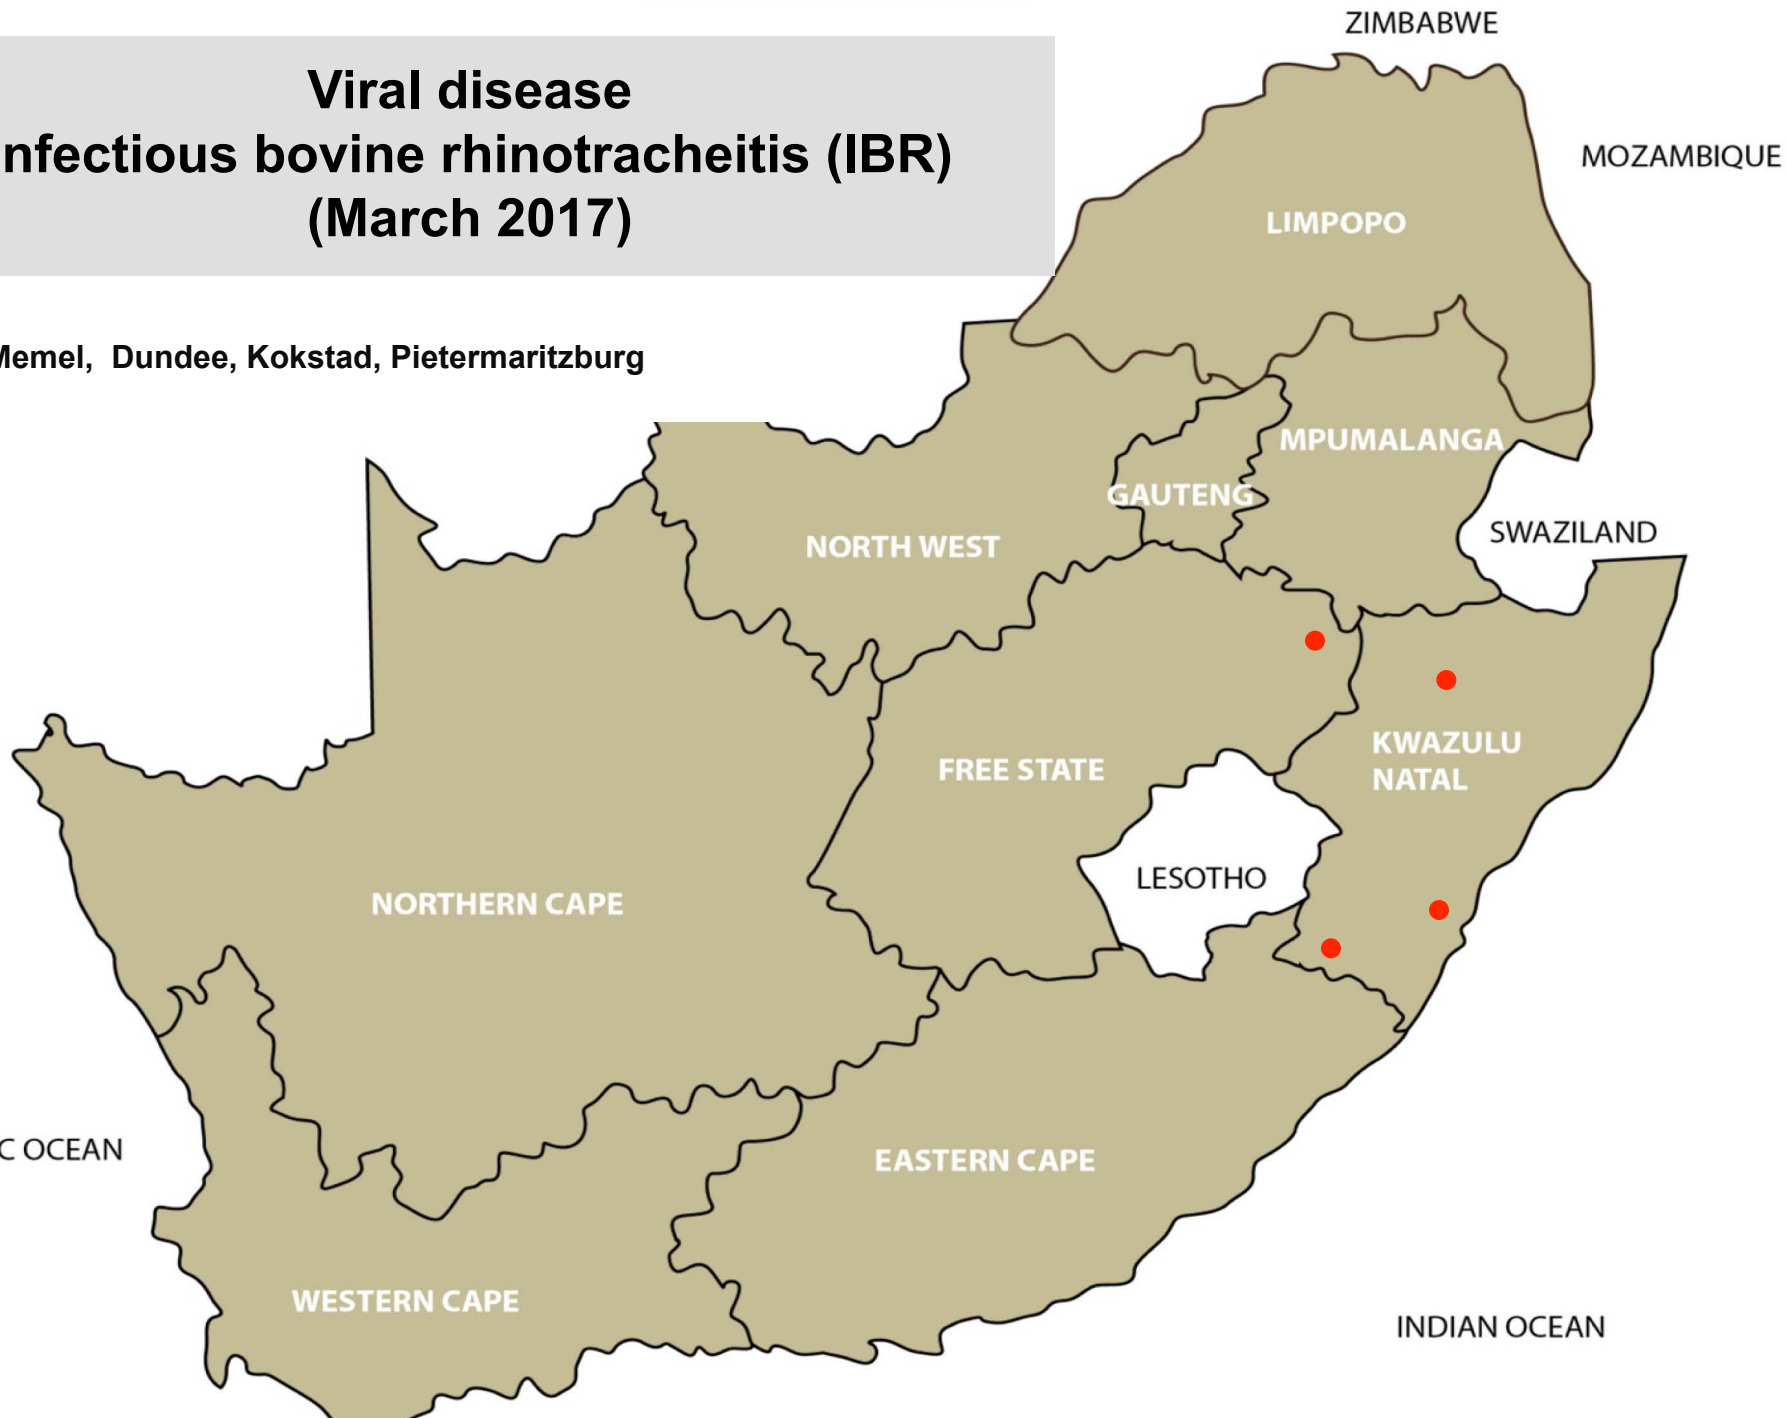 ZIMBABWE
Viral disease
nfectious bovine rhinotracheitis (IBR)
(March 2017)
MOZAMBIQUE
LIMPOPO
Memel, Dundee, Kokstad, Pietermaritzburg
MPUMALANGA
GAUTENG
SWAZILAND
NORTH WEST
KWAZULU
NATAL
FREE STATE
LESOTHO
NORTHERN CAPE
C OCEAN
EASTERN CAPE
WESTERN CAPE
INDIAN OCEAN